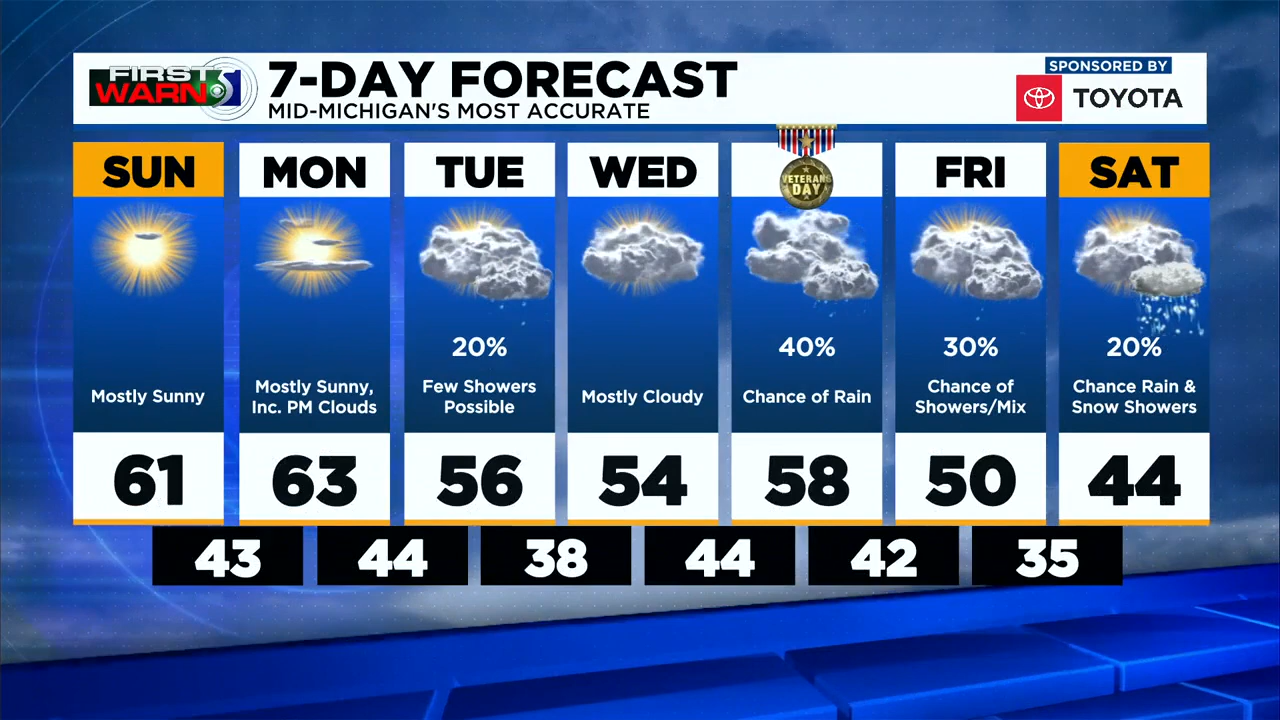 FIRST
WARN 5
7-DAY FORECAST
MID-MICHIGAN'S MOST ACCURATE
SPONSORED BY
TOYOTA
SUN
MON
TUE
WED
VETERANS
DAY
FRI
SAT
20%
40%
30%
20%
Mostly Sunny
Mostly Sunny,
Inc. PM Clouds
Few Showers
Possible
Mostly Cloudy
Chance of Rain
Chance of
Showers/Mix
Chance Rain &
Snow Showers
61
63
56
54
58
50
44
43
44
38
44
42
35